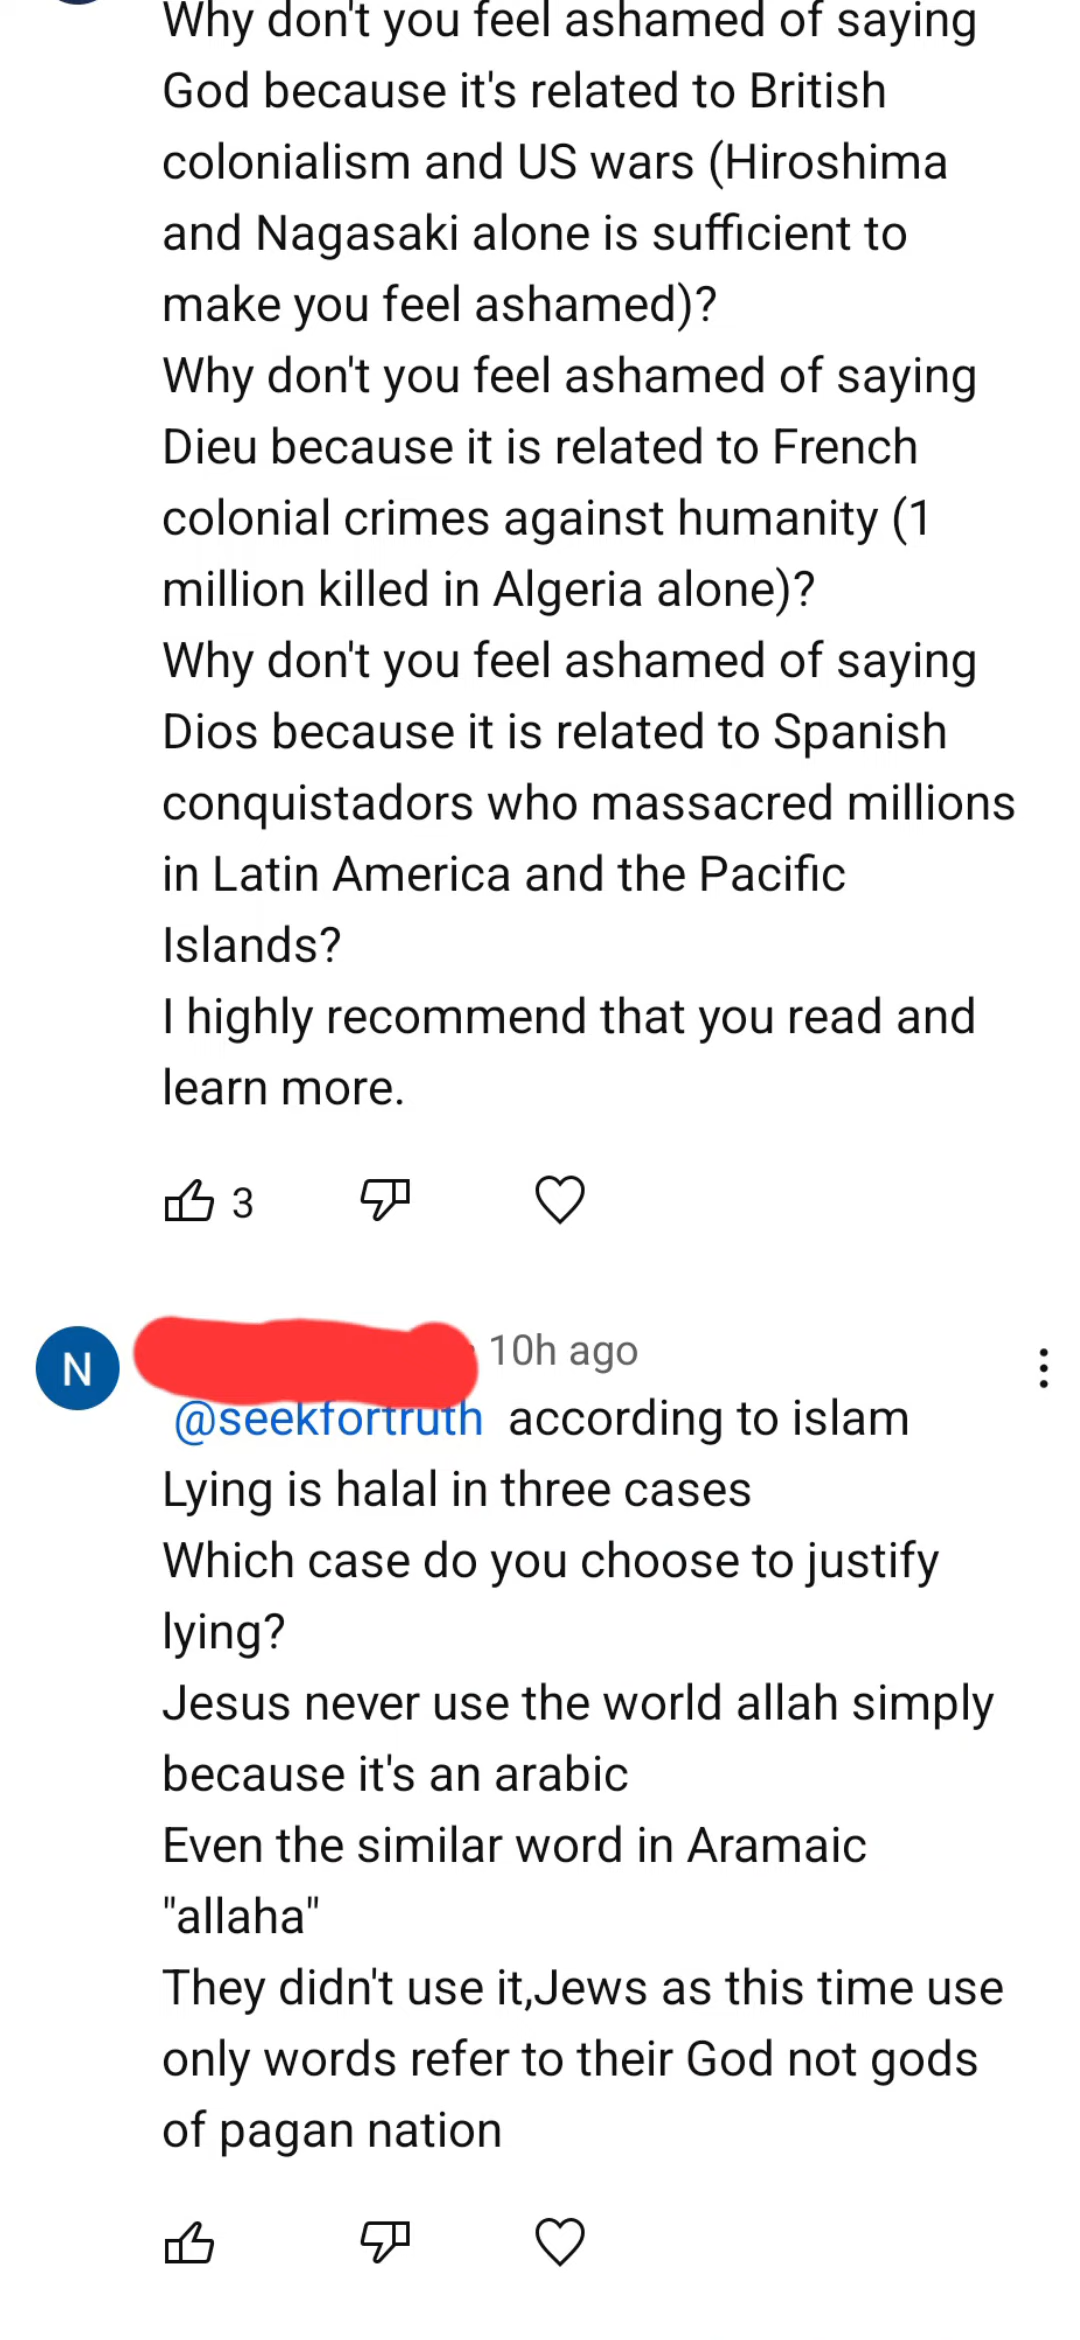 Why don't you feel ashamed of saying
God because it's related to British
colonialism and US wars (Hiroshima
and Nagasaki alone is sufficient to
make you feel ashamed)?
Why don't you feel ashamed of saying
Dieu because it is related to French
colonial crimes against humanity (1
million killed in Algeria alone)?
Why don't you feel ashamed of saying
Dios because it is related to Spanish
conquistadors who massacred millions
in Latin America and the Pacific
Islands?
I highly recommend that you read and
learn more.
3
N
10h ago
@seekfortruth according to islam
Lying is halal in three cases
Which case do you choose to justify
lying?
Jesus never use the world allah simply
because it's an arabic
Even the similar word in Aramaic
"allaha"
They didn't use it,Jews as this time use
only words refer to their God not gods
of pagan nation